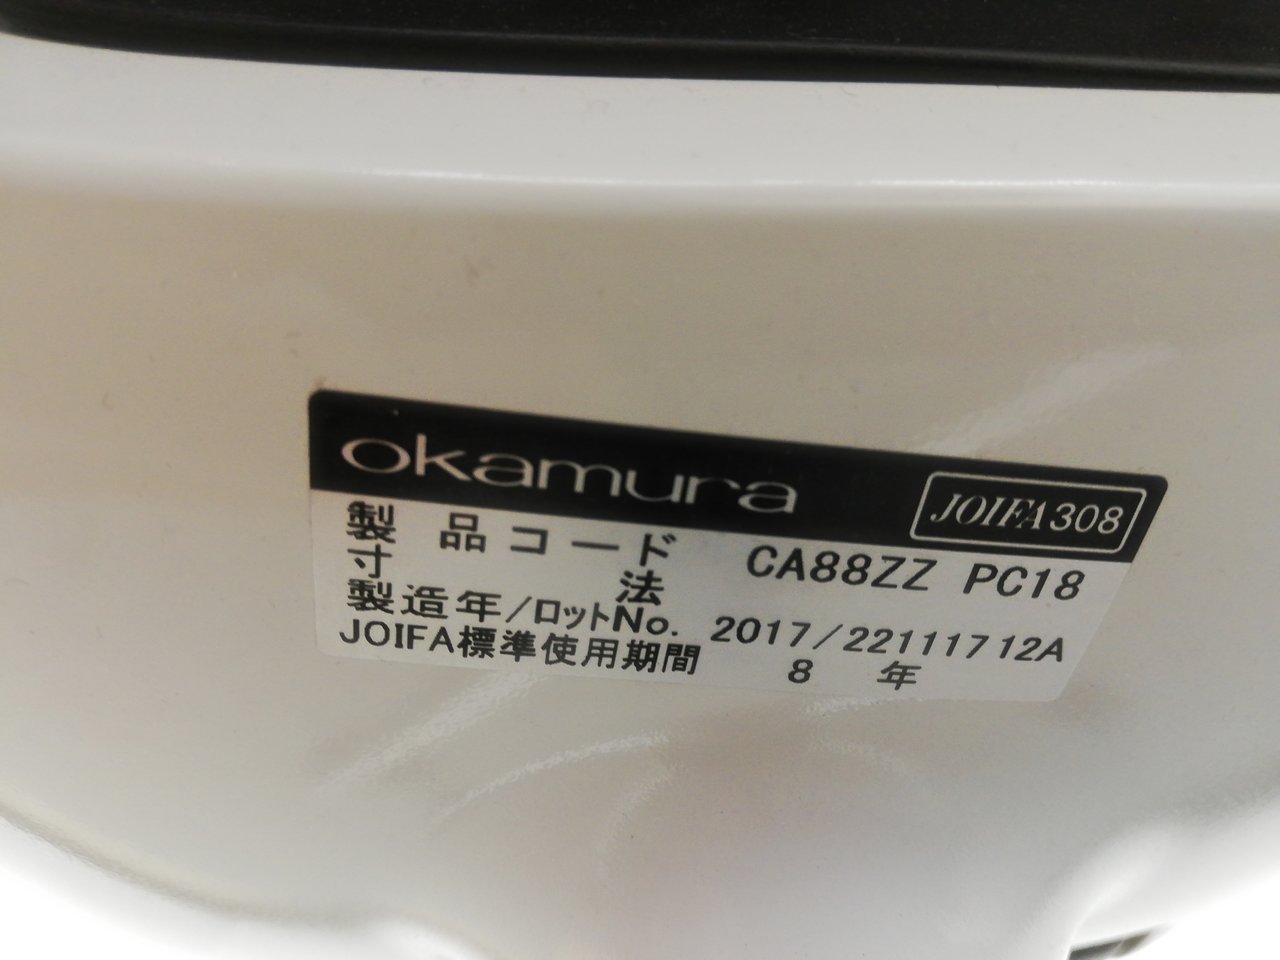 okamura
JOIFA308
製品コード CA88ZZ PC18
寸法
製造年/ロットNo. 2017/22111712A
JOIFA標準使用期間 8 年